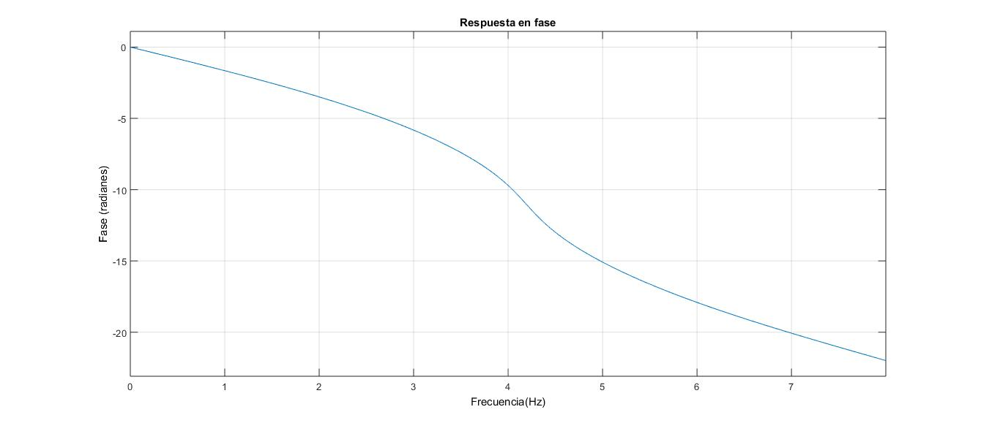 Respuesta en fase
0
-5
-10
-15
-20
Fase (radianes)
0 1 2 3 4 5 6 7
Frecuencia(Hz)